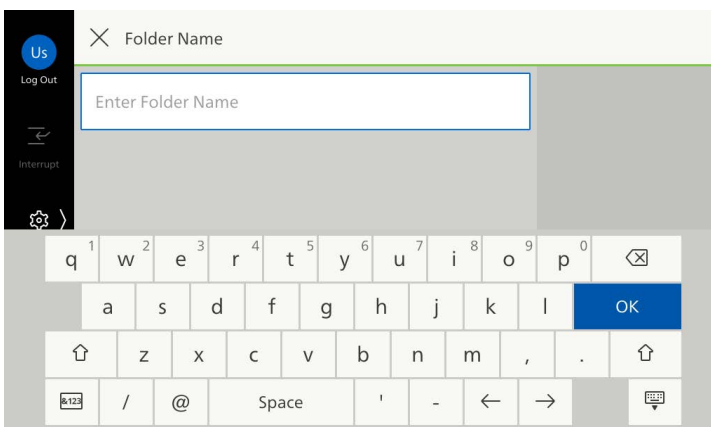 Us
Log Out
Interrupt
Folder Name
Enter Folder Name
q 1 w 2 e 3 r 4 t 5 y 6 u 7 i 8 o 9 p 0
a s d f g h j k l OK
z x c v b n m , .
&123 / @ Space ' - ← →